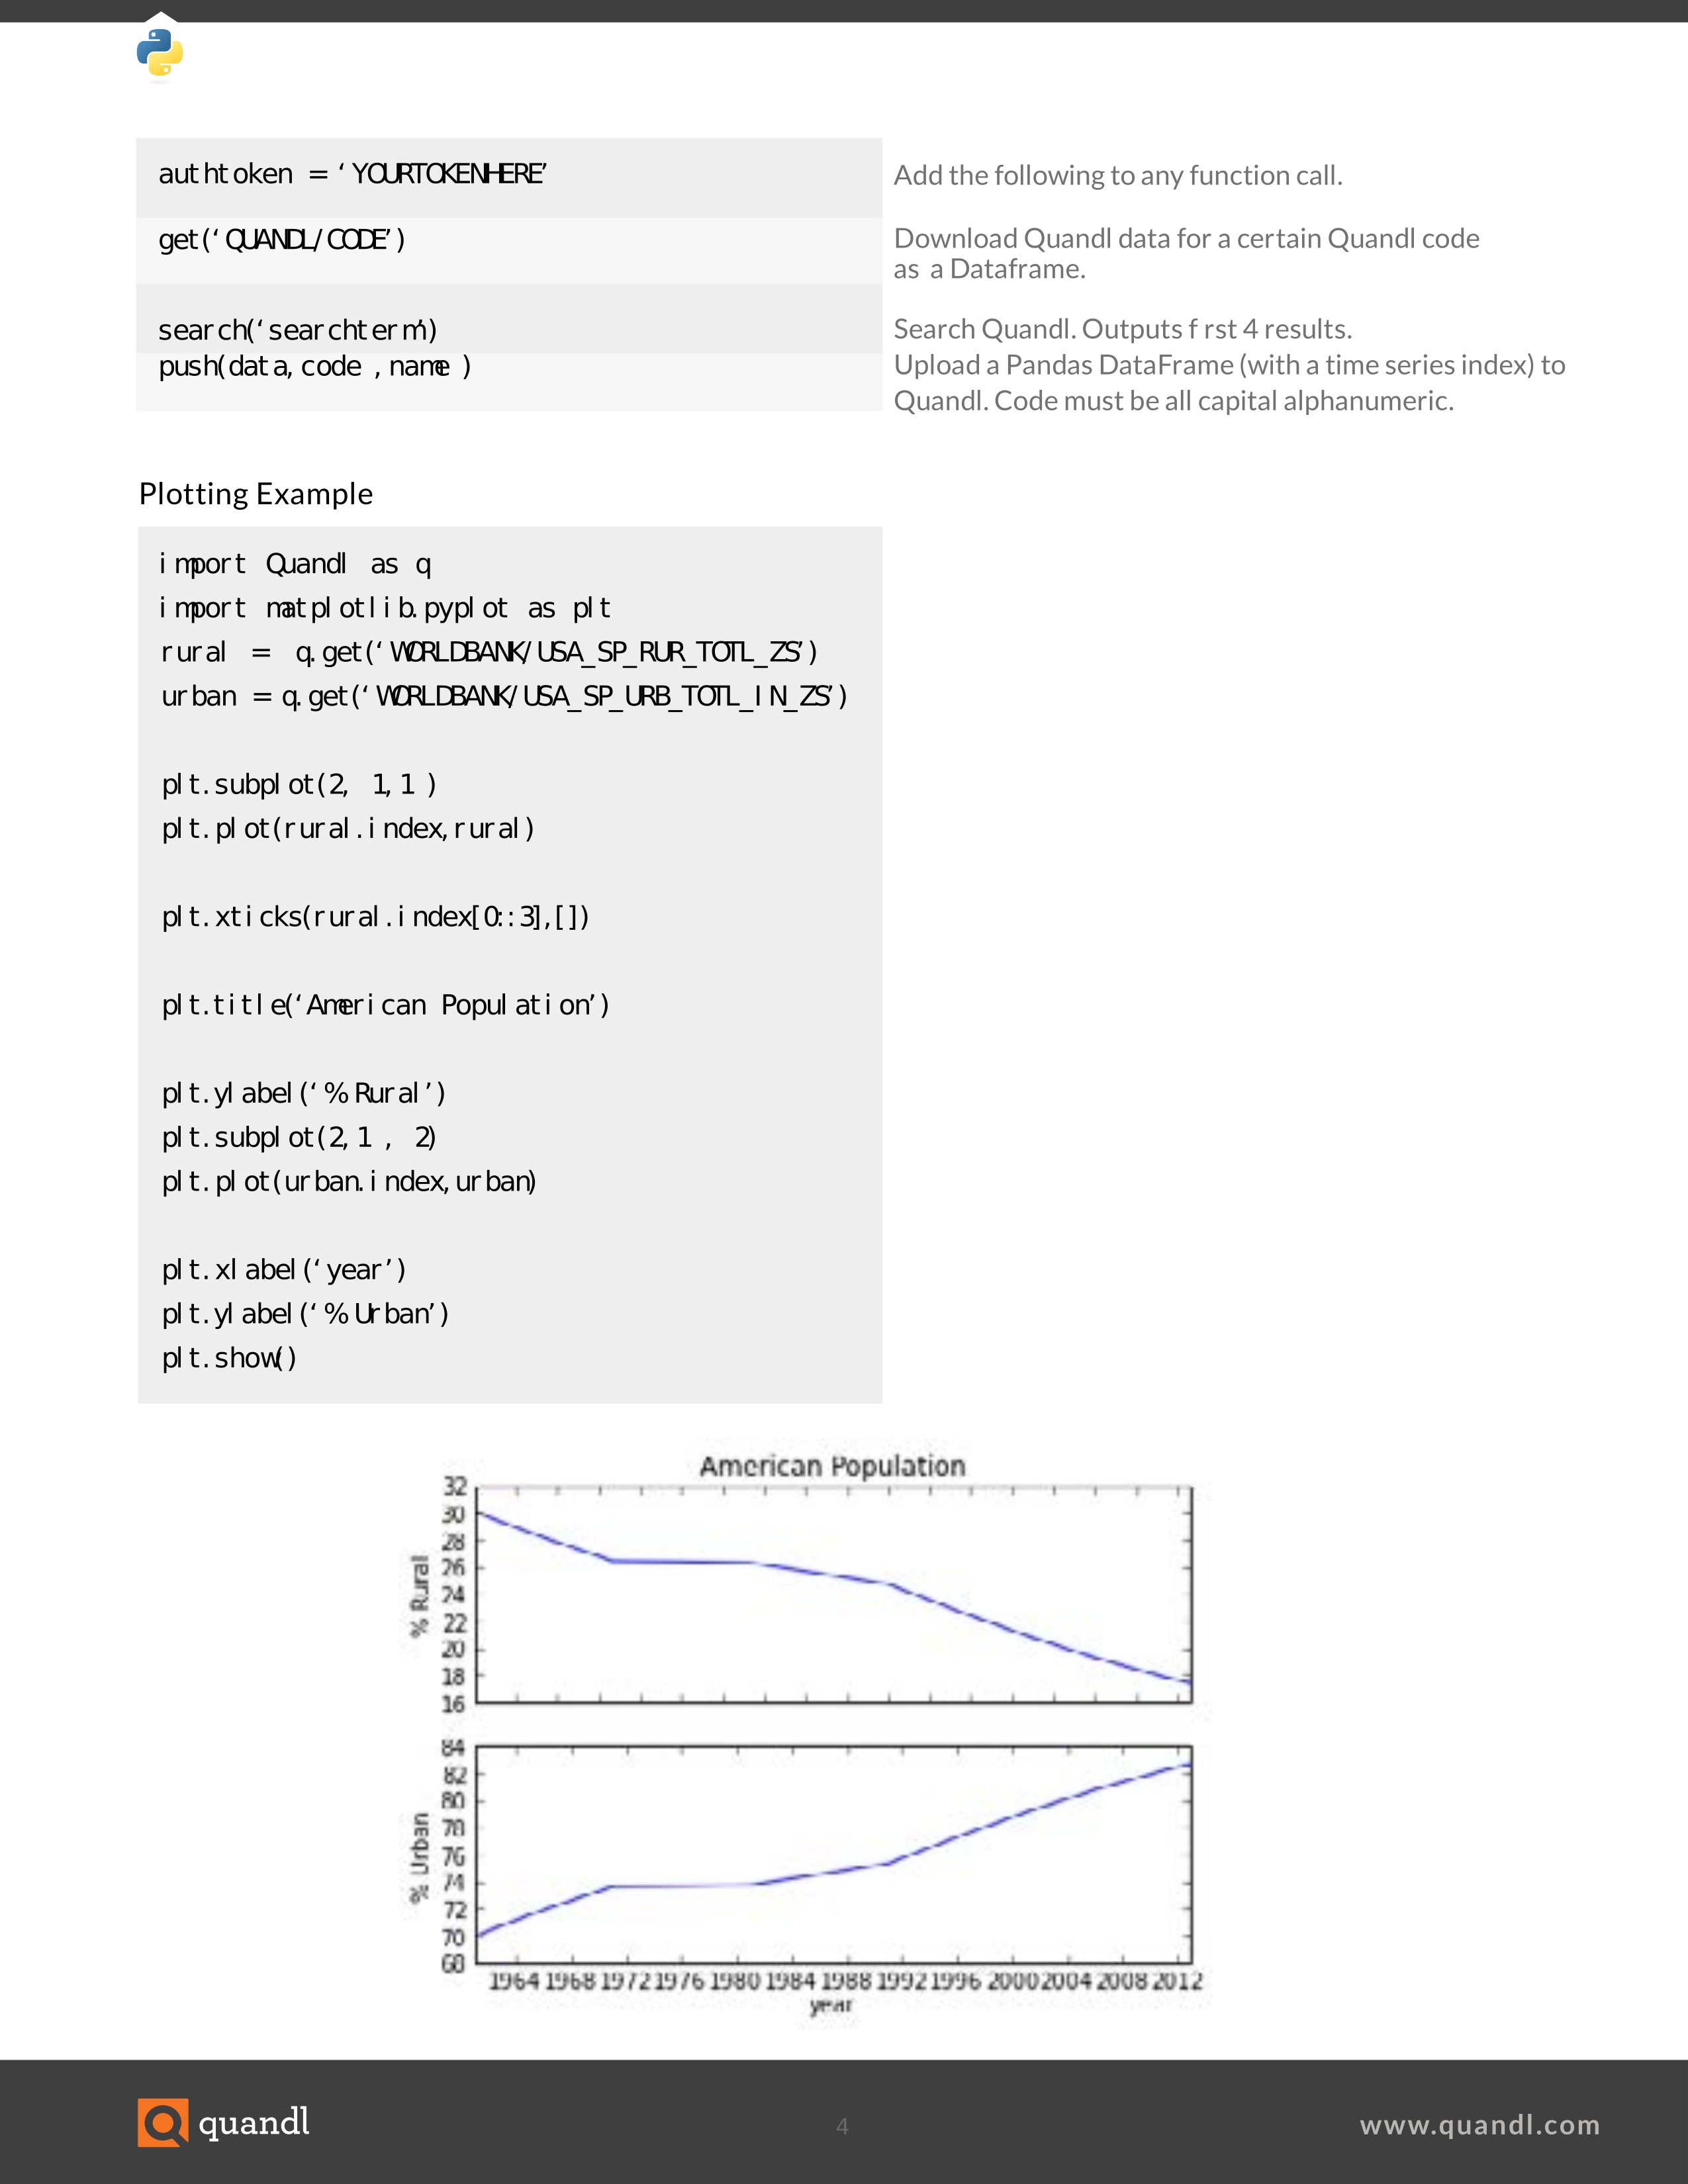 authtoken = ‘YOURTOKENHERE’
Add the following to any function call.
get(‘QUANDL/CODE’)
Download Quandl data for a certain Quandl code
as a Dataframe.
search(‘searchterm’)
Search Quandl. Outputs f rst 4 results.
push(data, code , name )
Upload a Pandas DataFrame (with a time series index) to
Quandl. Code must be all capital alphanumeric.
Plotting Example
import Quandl as q
import matplotlib.pyplot as plt
rural = q.get(‘WORLDBANK/USA_SP_RUR_TOTL_ZS’)
urban = q.get(‘WORLDBANK/USA_SP_URB_TOTL_IN_ZS’)
plt.subplot(2, 1,1 )
plt.plot(rural.index,rural)
plt.xticks(rural.index[0::3],[])
plt.title(‘American Population’)
plt.ylabel(‘% Rural’)
plt.subplot(2,1 , 2)
plt.plot(urban.index,urban)
plt.xlabel(‘year’)
plt.ylabel(‘% Urban’)
plt.show()
American Population
32
30
28
26
24
22
20
18
16
% Rural
84
82
80
78
76
74
72
70
68
% Urban
1964 1968 1972 1976 1980 1984 1988 1992 1996 2000 2004 2008 2012
year
quandl
4
www.quandl.com